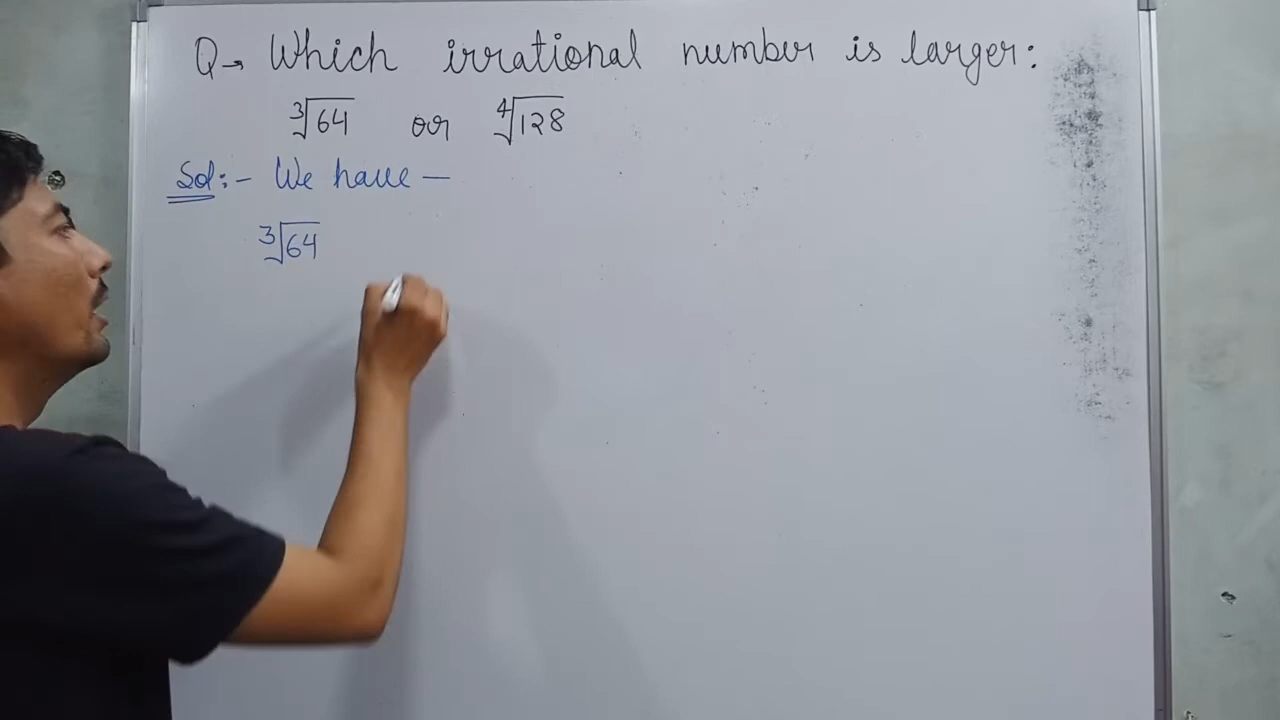 Q→ Which irrational number is larger:
∛64 or ∜128
Sol:- We have —
∛64